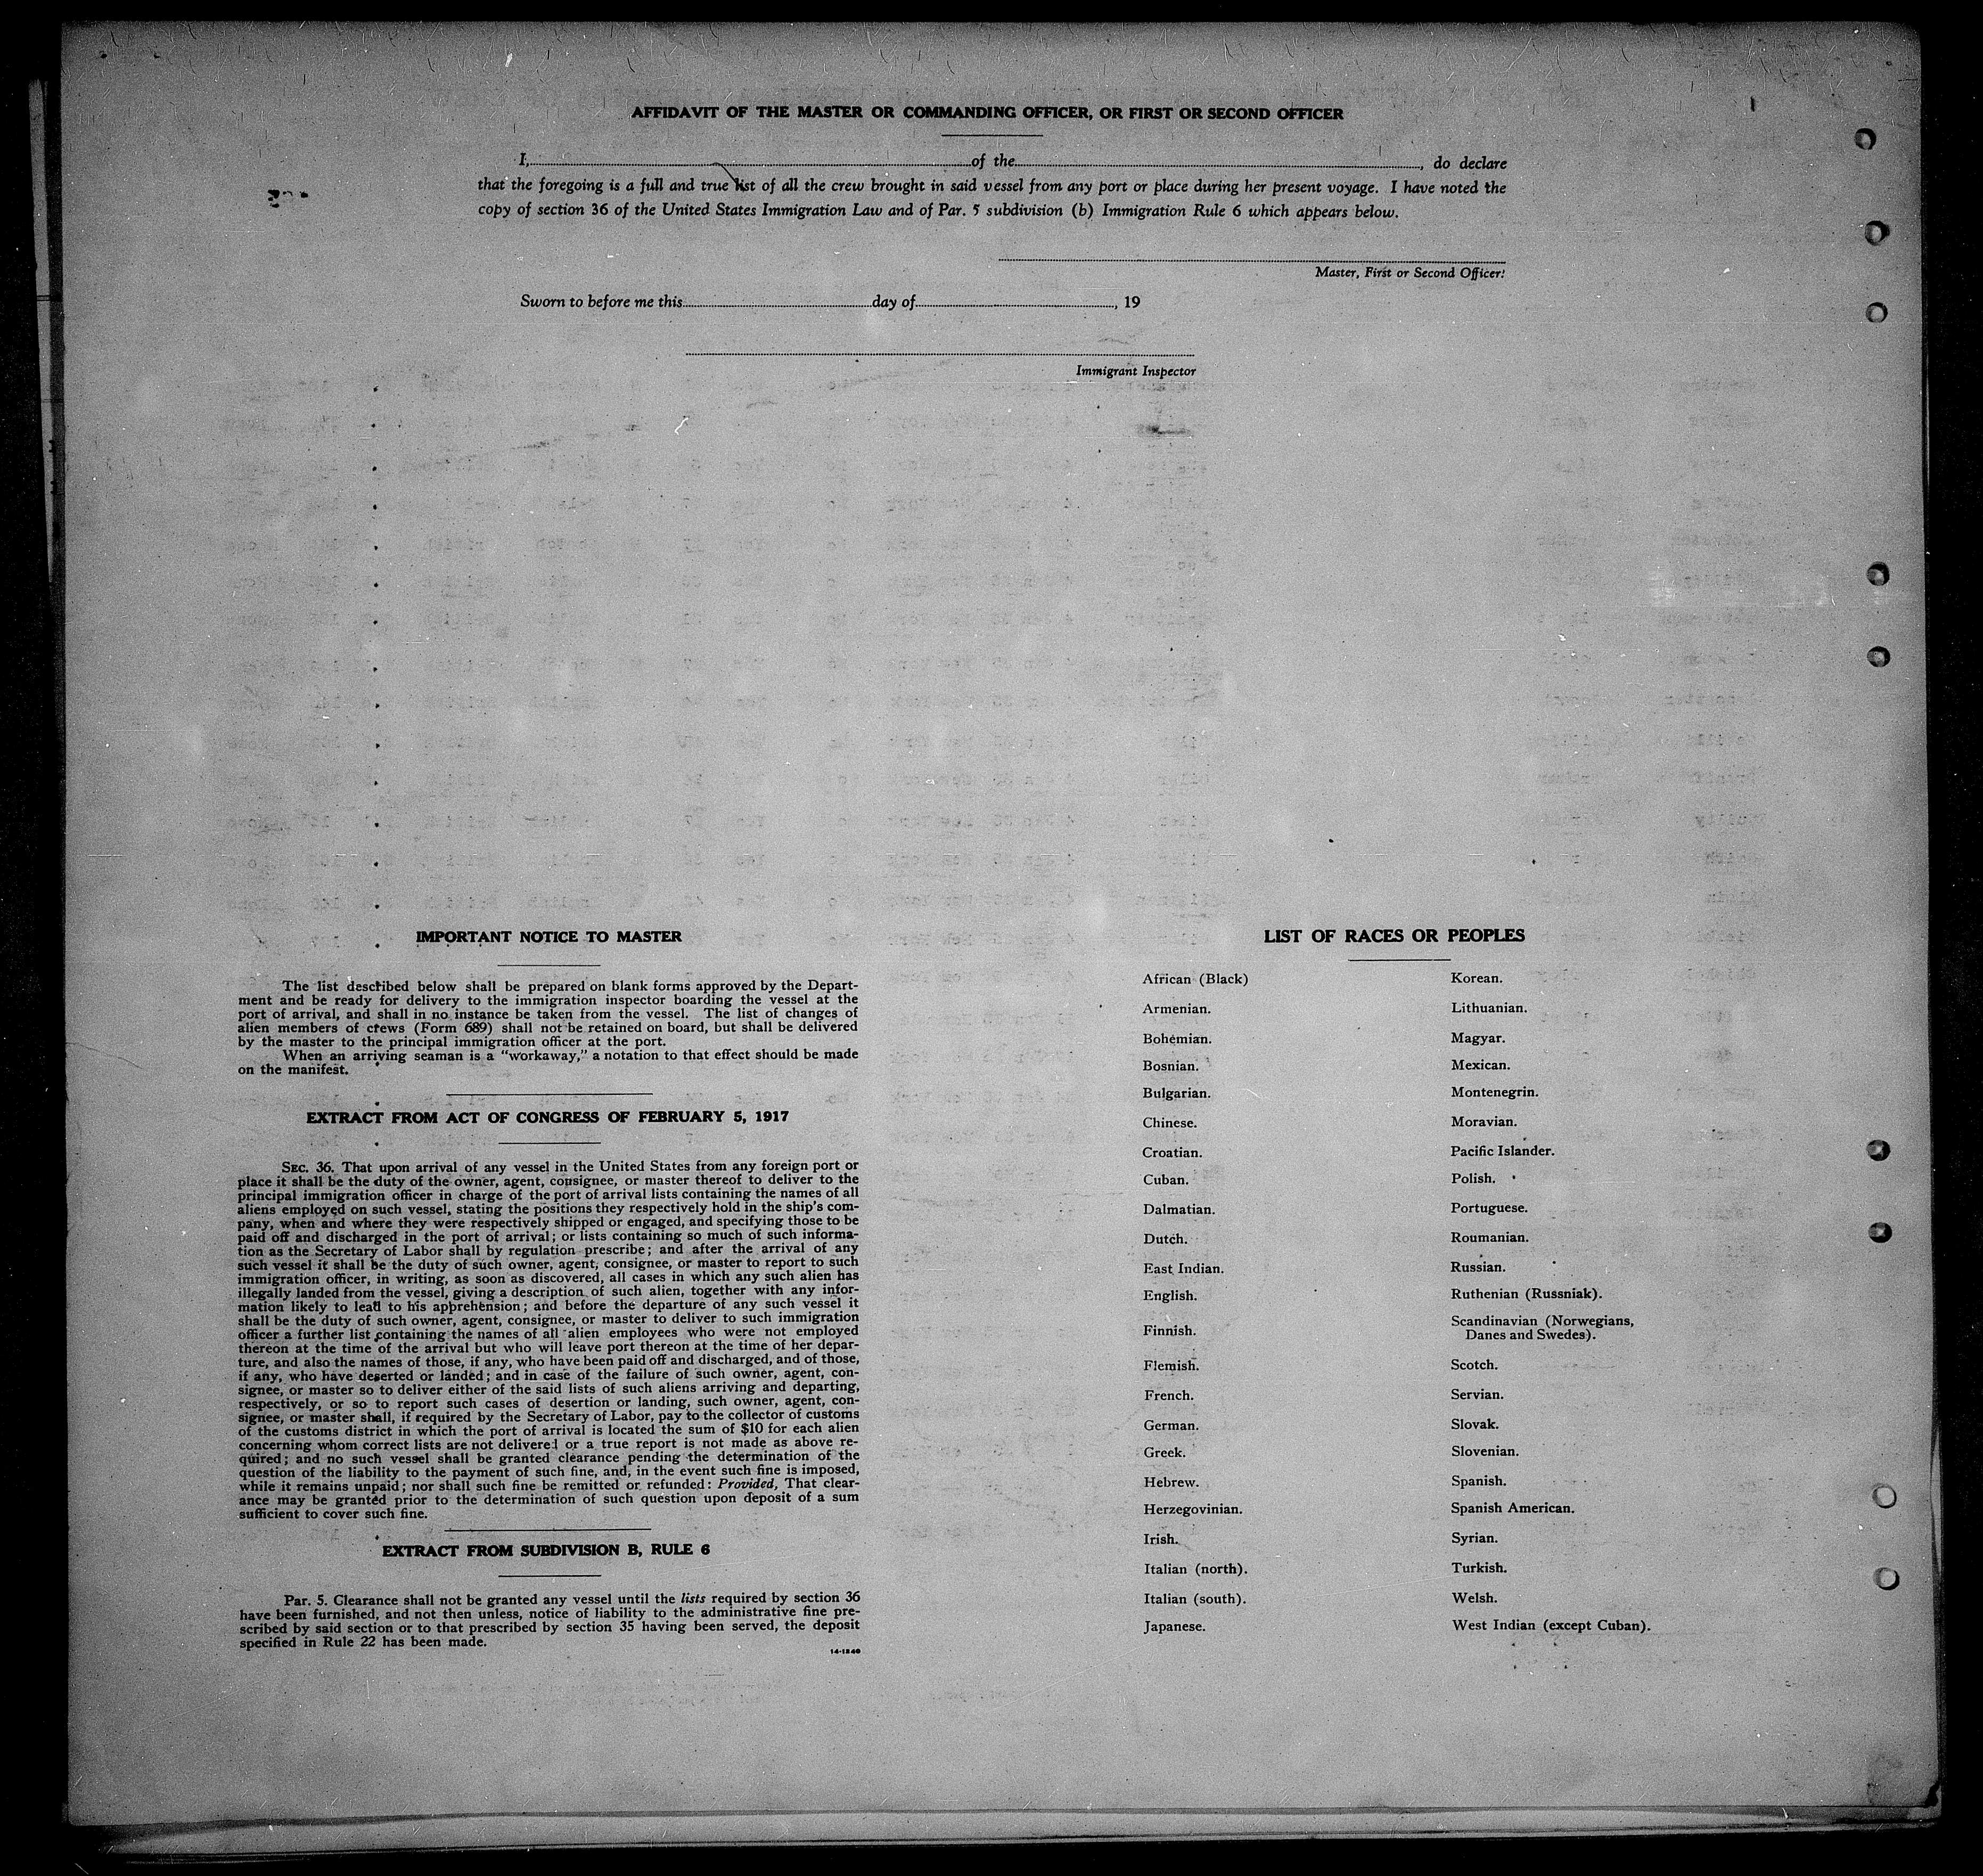 AFFIDAVIT OF THE MASTER OR COMMANDING OFFICER, OR FIRST OR SECOND OFFICER
I, of the , do declare
that the foregoing is a full and true list of all the crew brought in said vessel from any port or place during her present voyage. I have noted the
copy of section 36 of the United States Immigration Law and of Par. 5 subdivision (b) Immigration Rule 6 which appears below.
Master, First or Second Officer.
Sworn to before me this day of , 19
Immigrant Inspector
IMPORTANT NOTICE TO MASTER
The list described below shall be prepared on blank forms approved by the Depart-
ment and be ready for delivery to the immigration inspector boarding the vessel at the
port of arrival, and shall in no instance be taken from the vessel. The list of changes of
alien members of crews (Form 689) shall not be retained on board, but shall be delivered
by the master to the principal immigration officer at the port.
When an arriving seaman is a "workaway," a notation to that effect should be made
on the manifest.
EXTRACT FROM ACT OF CONGRESS OF FEBRUARY 5, 1917
SEC. 36. That upon arrival of any vessel in the United States from any foreign port or
place it shall be the duty of the owner, agent, consignee, or master thereof to deliver to the
principal immigration officer in charge of the port of arrival lists containing the names of all
aliens employed on such vessel, stating the positions they respectively hold in the ship's com-
pany, when and where they were respectively shipped or engaged, and specifying those to be
paid off and discharged in the port of arrival; or lists containing so much of such informa-
tion as the Secretary of Labor shall by regulation prescribe; and after the arrival of any
such vessel it shall be the duty of such owner, agent, consignee, or master to report to such
immigration officer, in writing, as soon as discovered, all cases in which any such alien has
illegally landed from the vessel, giving a description of such alien, together with any infor-
mation likely to lead to his apprehension; and before the departure of any such vessel it
shall be the duty of such owner, agent, consignee, or master to deliver to such immigration
officer a further list containing the names of all alien employees who were not employed
thereon at the time of the arrival but who will leave port thereon at the time of her depar-
ture, and also the names of those, if any, who have been paid off and discharged, and of those,
if any, who have deserted or landed; and in case of the failure of such owner, agent, con-
signee, or master so to deliver either of the said lists of such aliens arriving and departing,
respectively, or so to report such cases of desertion or landing, such owner, agent, con-
signee, or master shall, if required by the Secretary of Labor, pay to the collector of customs
of the customs district in which the port of arrival is located the sum of $10 for each alien
concerning whom correct lists are not delivered or a true report is not made as above re-
quired; and no such vessel shall be granted clearance pending the determination of the
question of the liability to the payment of such fine, and, in the event such fine is imposed,
while it remains unpaid; nor shall such fine be remitted or refunded: Provided, That clear-
ance may be granted prior to the determination of such question upon deposit of a sum
sufficient to cover such fine.
EXTRACT FROM SUBDIVISION B, RULE 6
Par. 5. Clearance shall not be granted any vessel until the lists required by section 36
have been furnished, and not then unless, notice of liability to the administrative fine pre-
scribed by said section or to that prescribed by section 35 having been served, the deposit
specified in Rule 22 has been made.
14-1240
LIST OF RACES OR PEOPLES
African (Black)
Armenian.
Bohemian.
Bosnian.
Bulgarian.
Chinese.
Croatian.
Cuban.
Dalmatian.
Dutch.
East Indian.
English.
Finnish.
Flemish.
French.
German.
Greek.
Hebrew.
Herzegovinian.
Irish.
Italian (north).
Italian (south).
Japanese.
Korean.
Lithuanian.
Magyar.
Mexican.
Montenegrin.
Moravian.
Pacific Islander.
Polish.
Portuguese.
Roumanian.
Russian.
Ruthenian (Russniak).
Scandinavian (Norwegians,
Danes and Swedes).
Scotch.
Servian.
Slovak.
Slovenian.
Spanish.
Spanish American.
Syrian.
Turkish.
Welsh.
West Indian (except Cuban).